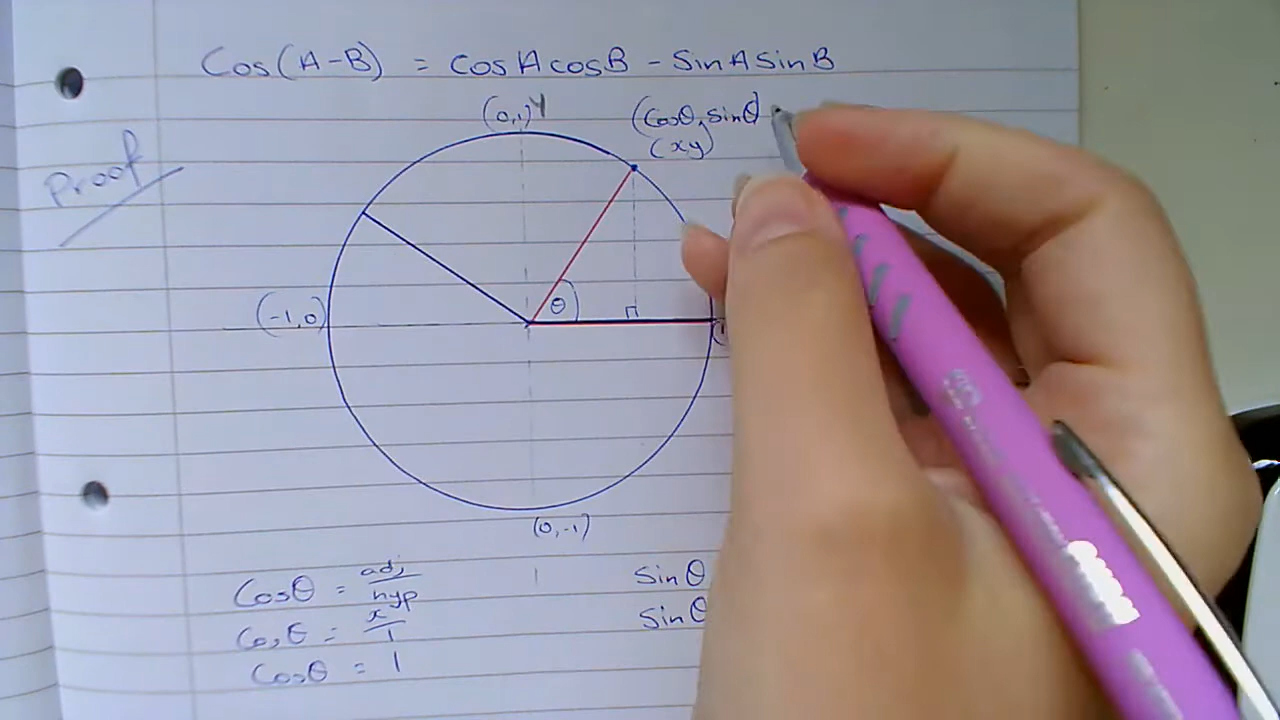 Cos(A-B) = cosAcosB - SinASinB
Proof
(0,1) y
(cosθ, sinθ)
(xy)
θ
(-1,0)
(0,-1)
Cosθ = adj/hyp
Cosθ = x/1
Cosθ = 1
sinθ
sinθ